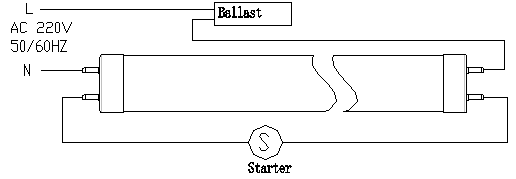 L
Ballast
AC 220V
50/60HZ
N
S
Starter